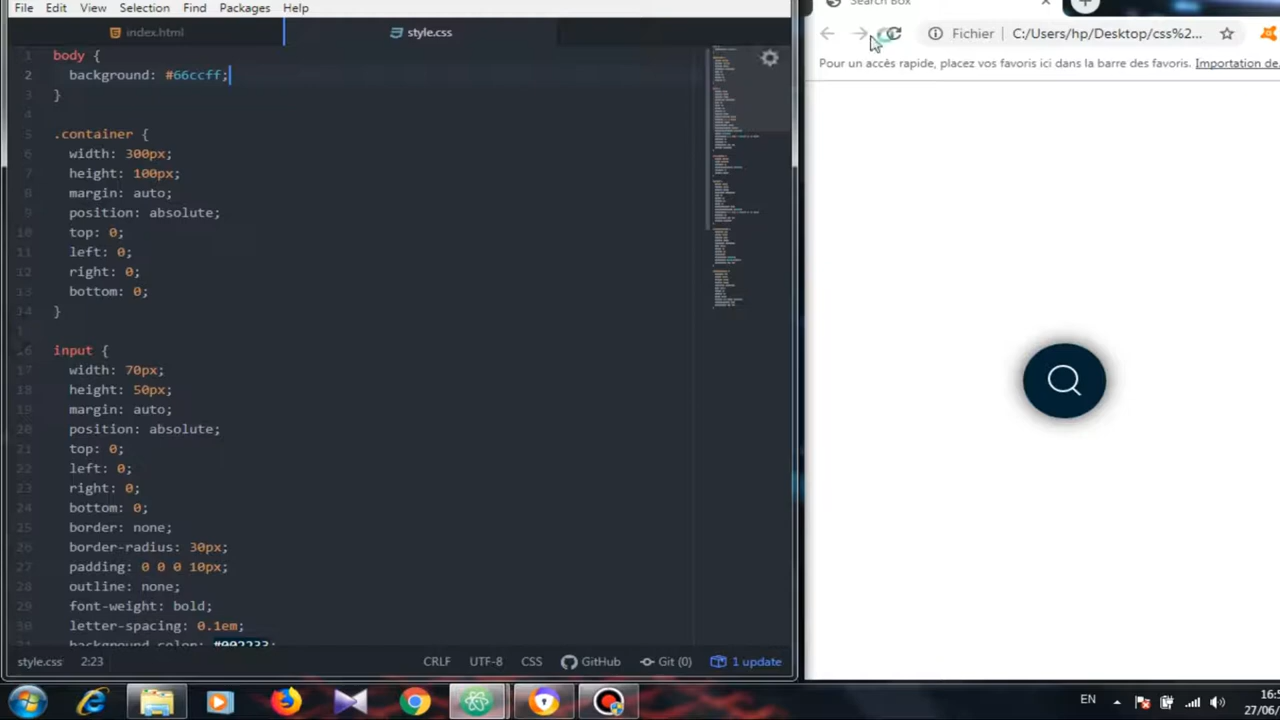 File Edit View Selection Find Packages Help
index.html
style.css
1 body {
2 background: #66ccff;
3 }
4
5 .container {
6 width: 300px;
7 height: 100px;
8 margin: auto;
9 position: absolute;
10 top: 0;
11 left: 0;
12 right: 0;
13 bottom: 0;
14 }
16 input {
17 width: 70px;
18 height: 50px;
19 margin: auto;
20 position: absolute;
21 top: 0;
22 left: 0;
23 right: 0;
24 bottom: 0;
25 border: none;
26 border-radius: 30px;
27 padding: 0 0 0 10px;
28 outline: none;
29 font-weight: bold;
30 letter-spacing: 0.1em;
#002233;
style.css 2:23 CRLF UTF-8 CSS GitHub Git (0) 1 update
Search Box
Fichier C:/Users/hp/Desktop/css%2...
Pour un accès rapide, placez vos favoris ici dans la barre des favoris. Importation de
EN
16:5
27/06